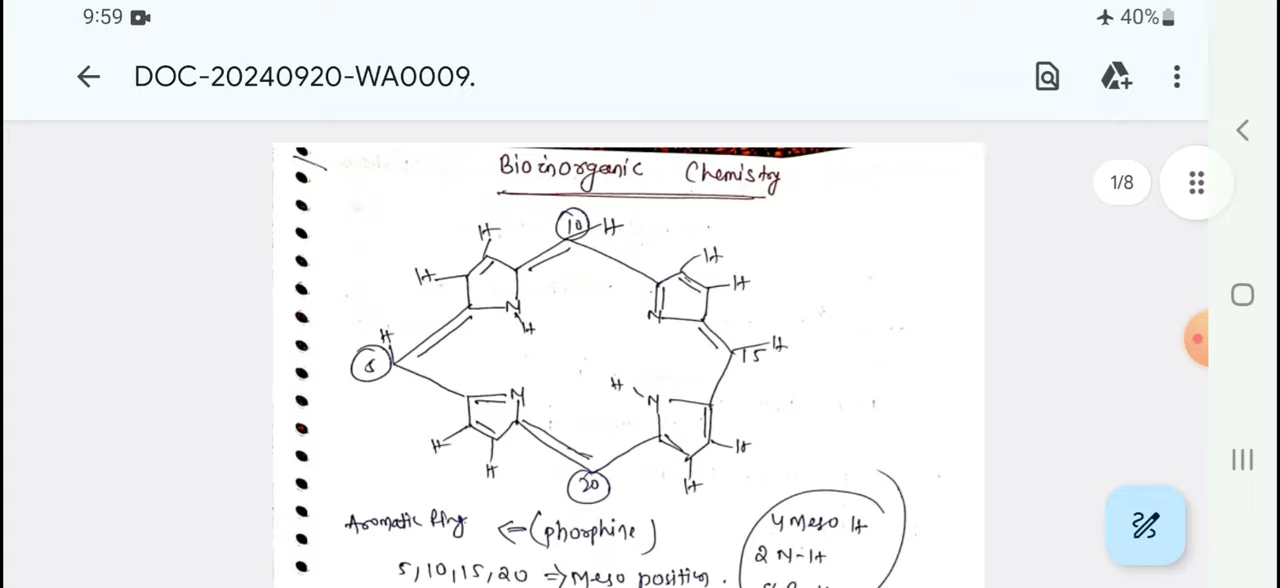 9:59
40%
DOC-20240920-WA0009.
1/8
Bioinorganic Chemistry
10 H
H
H
H
H
N
H
N
H
5
15 H
N
H N
H
H
H
H
20
Aromatic Ring <= (phorphine)
4 Meso H
2 N-H
5,10,15,20 => Meso position.